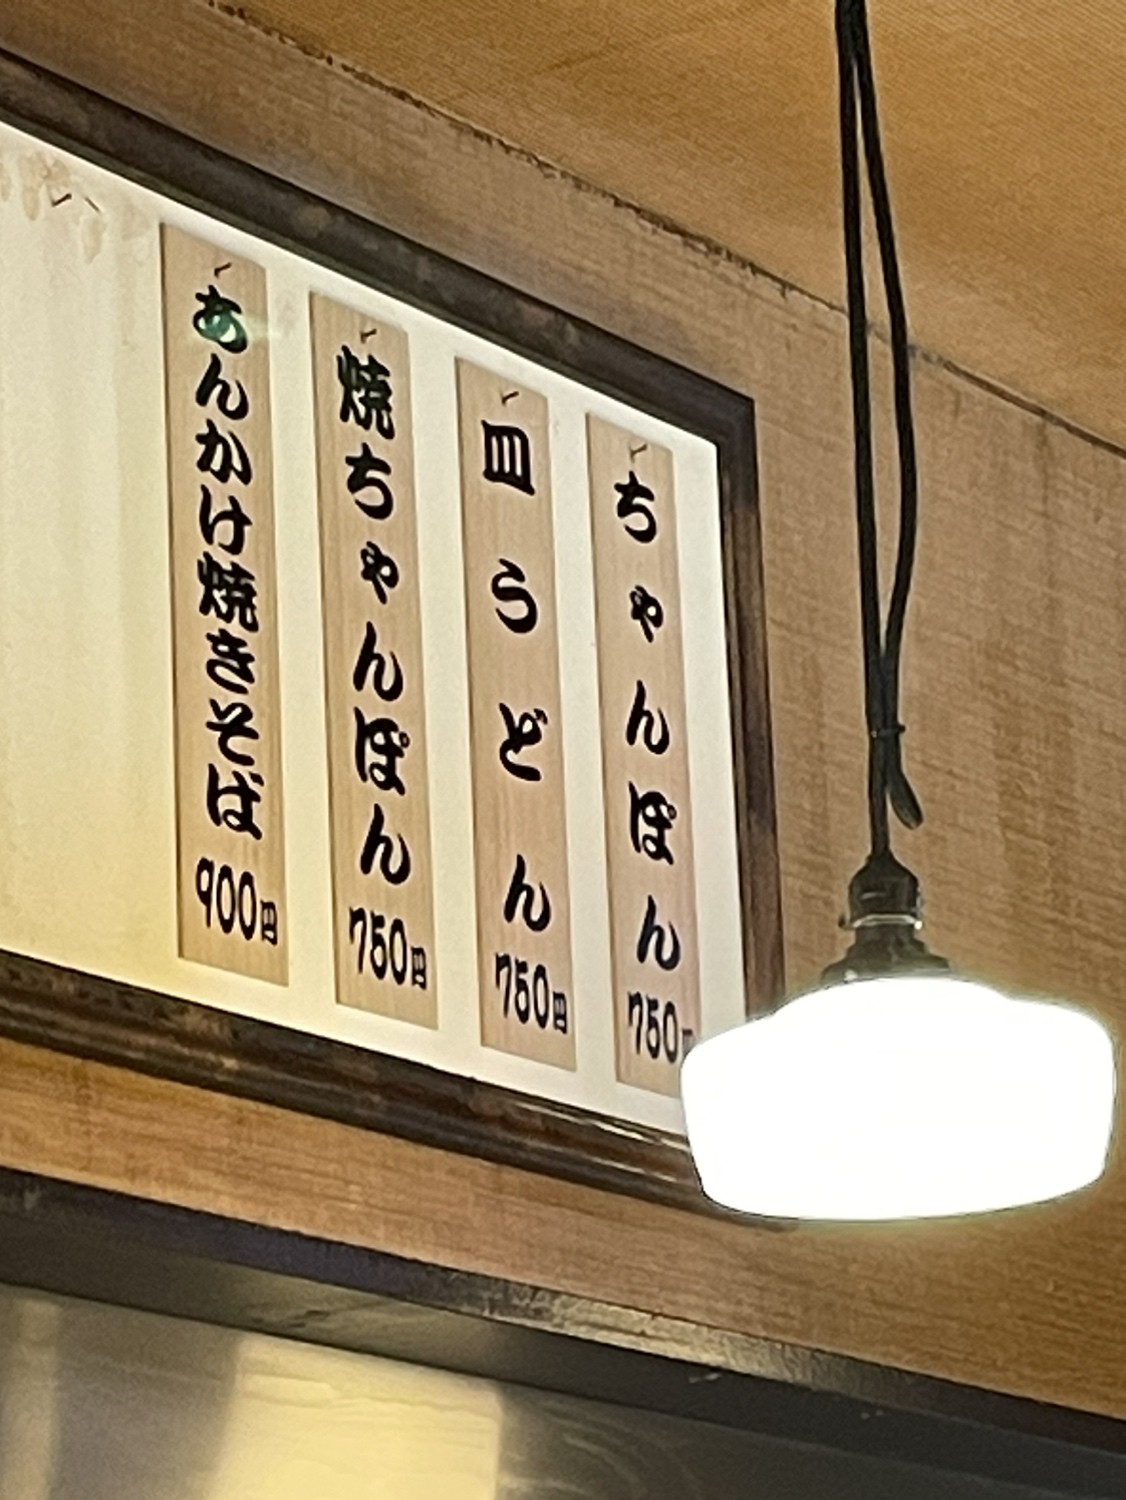 ちゃんぽん 750円
皿うどん 750円
焼ちゃんぽん 750円
あんかけ焼きそば 900円